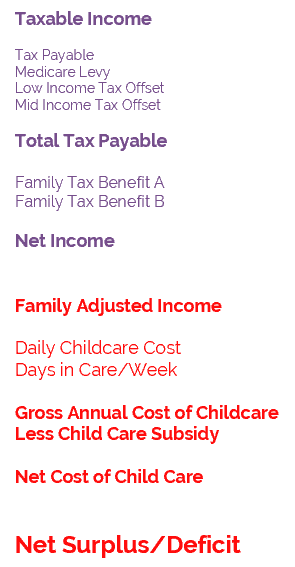 Taxable Income
Tax Payable
Medicare Levy
Low Income Tax Offset
Mid Income Tax Offset
Total Tax Payable
Family Tax Benefit A
Family Tax Benefit B
Net Income
Family Adjusted Income
Daily Childcare Cost
Days in Care/Week
Gross Annual Cost of Childcare
Less Child Care Subsidy
Net Cost of Child Care
Net Surplus/Deficit